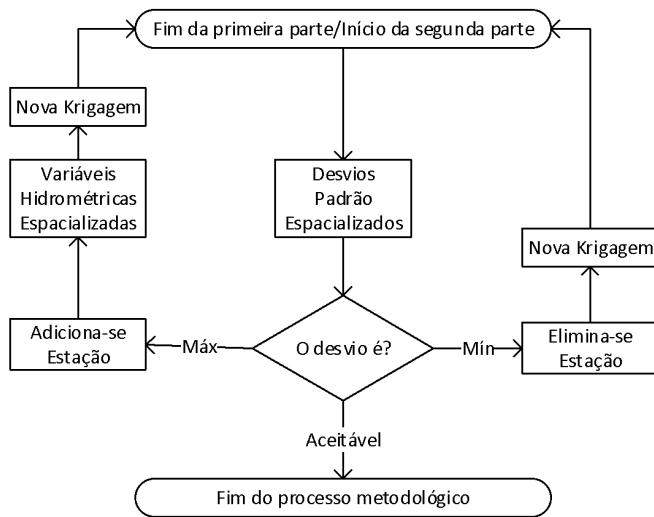 Fim da primeira parte/Início da segunda parte
Nova Krigagem
Variáveis
Hidrométricas
Espacializadas
Desvios
Padrão
Espacializados
Nova Krigagem
Adiciona-se
Estação
Máx
O desvio é?
Mín
Elimina-se
Estação
Aceitável
Fim do processo metodológico